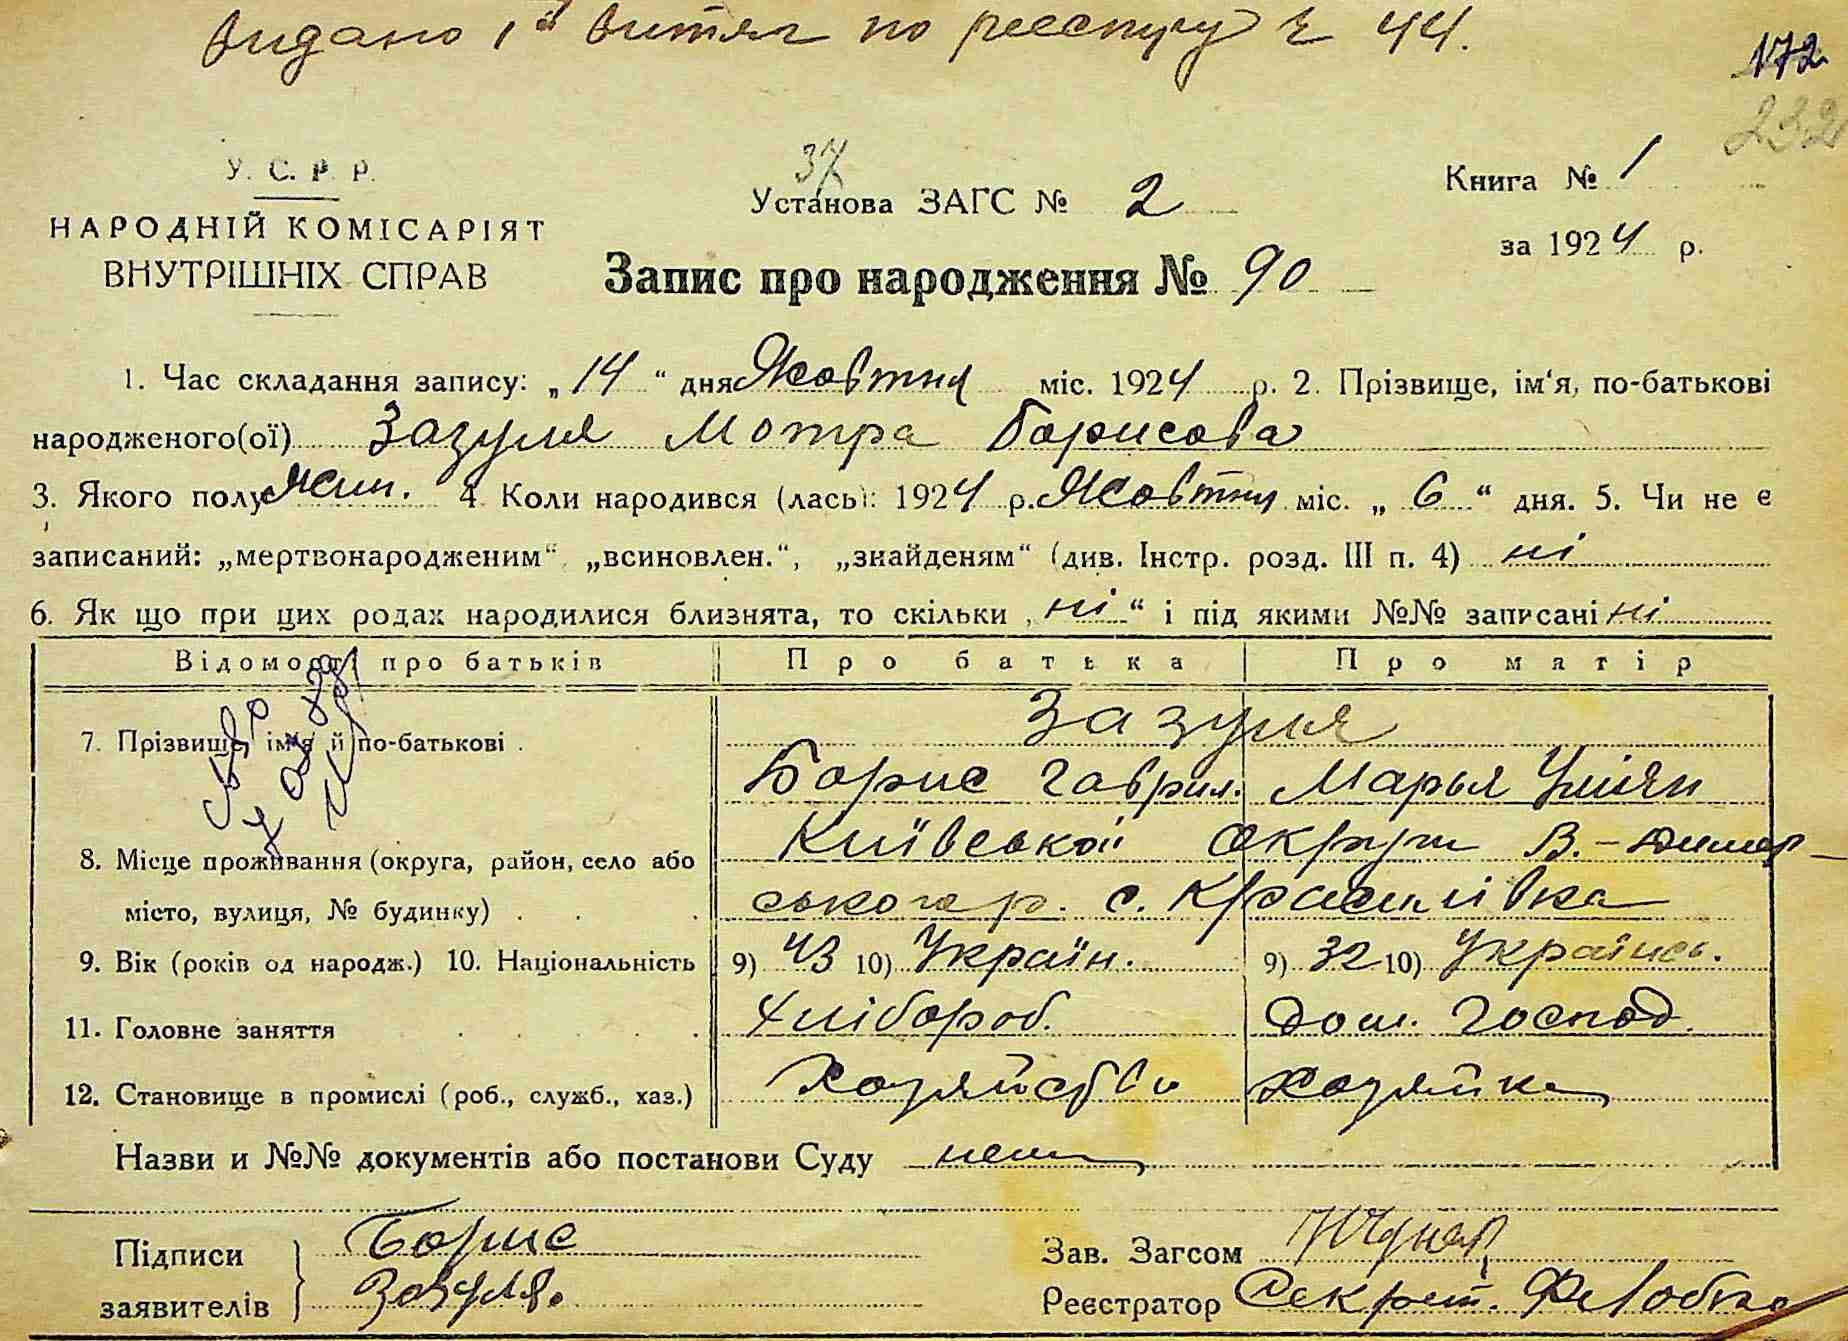 видано 1й витяг по реєстру ч 44.
172
232
У. С. Р. Р.
НАРОДНІЙ КОМІСАРІЯТ
ВНУТРІШНІХ СПРАВ
37
Установа ЗАГС № 2
Книга № 1
за 1924 р.
Запис про народження № 90
1. Час складання запису: „14“ дня Жовтня міс. 1924 р. 2. Прізвище, ім‘я, по-батькові
народженого(ої) Зазуля Мотра Борисова
3. Якого полу жін. 4. Коли народився (лась): 1924 р. Жовтня міс. „6“ дня. 5. Чи не є
записаний: „мертвонародженим“, „всиновлен.“, „знайденям“ (див. Інстр. розд. III п. 4) ні
6. Як що при цих родах народилися близнята, то скільки „ні“ і під якими №№ записані ні
Відомості про батьків Про батька Про матір
7. Прізвище, ім‘я й по-батькові . Зазуля
Борис Гаврил. Марья
8. Місце проживання (округа, район, село або Київської округи В.-Димер-
місто, вулиця, № будинку) . . . ського р. с. Красилівка
9. Вік (років од народж.) 10. Національність 9) 43 10) Україн. 9) 32 10) Українсь.
11. Головне заняття . . . . . Хлібороб. Дом. Господ.
12. Становище в промислі (роб., служб., хаз.) Хозяйка
Назви и №№ документів або постанови Суду нет
Підписи Борис
заявителів Зазуля.
Зав. Загсом
Реєстратор Секрет.